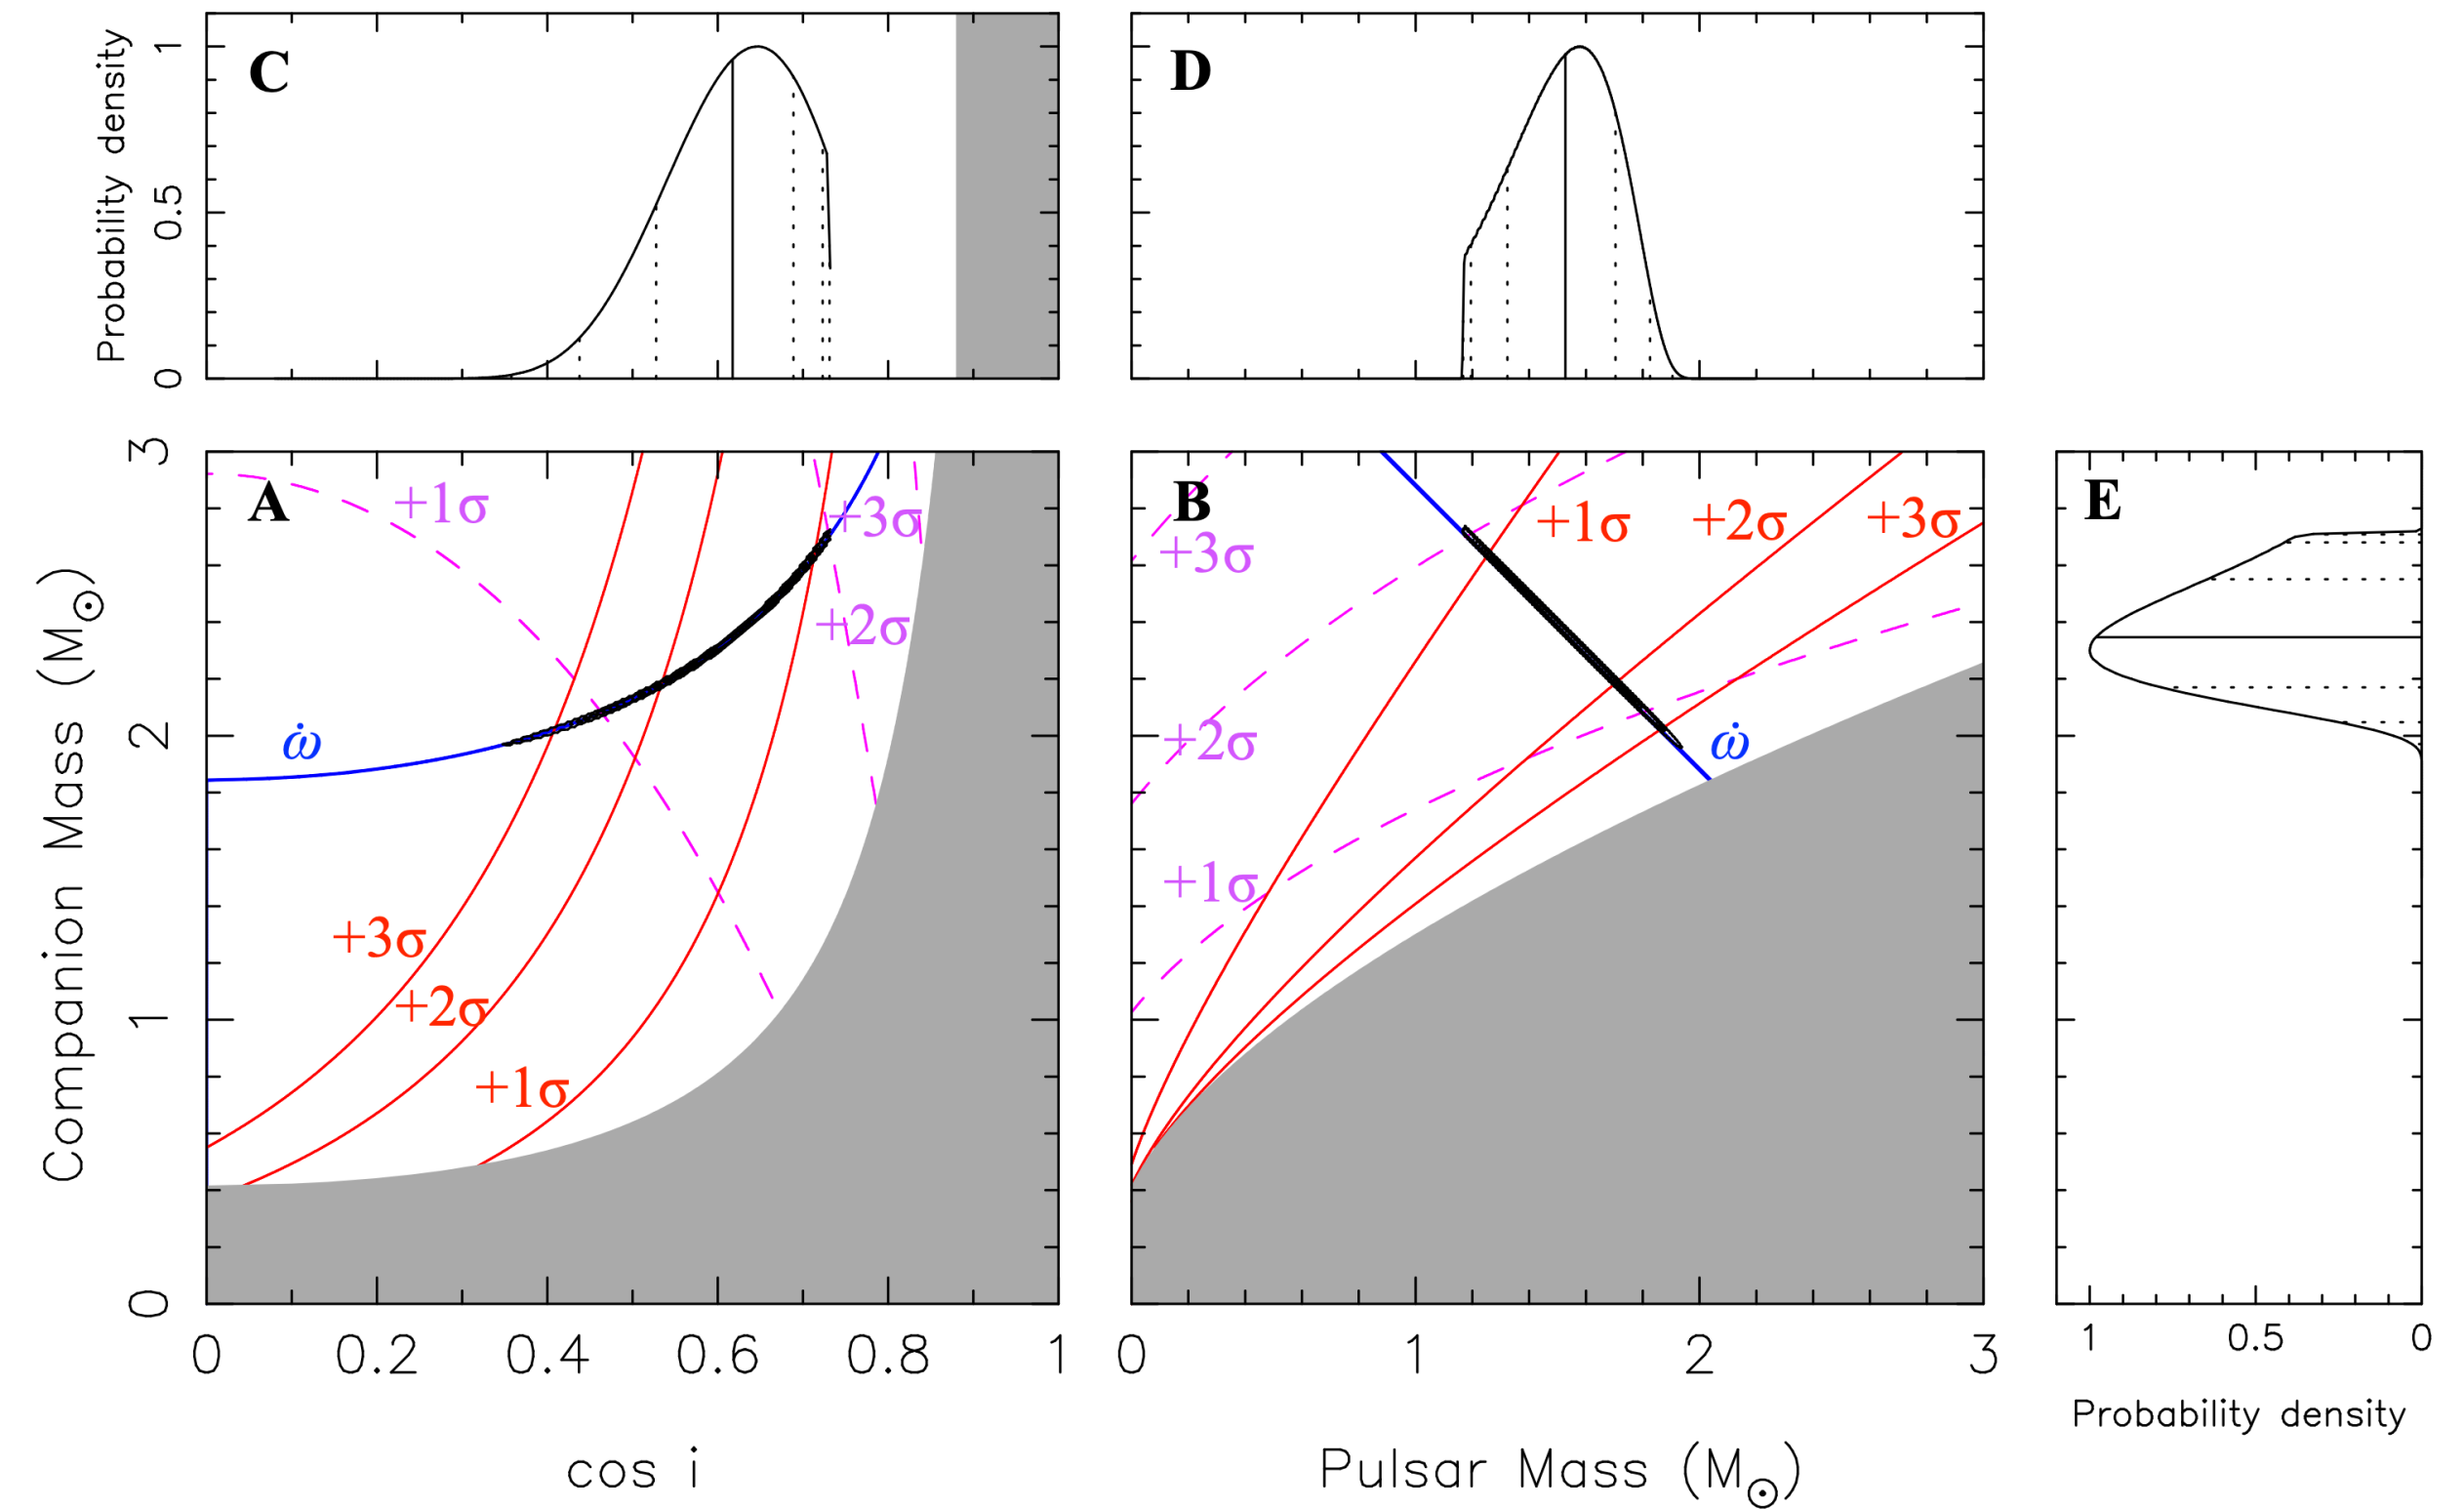 Probability density
1
0.5
0
C
D
Companion Mass (M⊙)
3
2
1
0
A
+1σ
+3σ
+2σ
ω̇
+3σ
+2σ
+1σ
0
0.2
0.4
0.6
0.8
1
cos i
B
+3σ
+2σ
+1σ
+1σ
+2σ
+3σ
ω̇
0
1
2
3
Pulsar Mass (M⊙)
E
1
0.5
0
Probability density